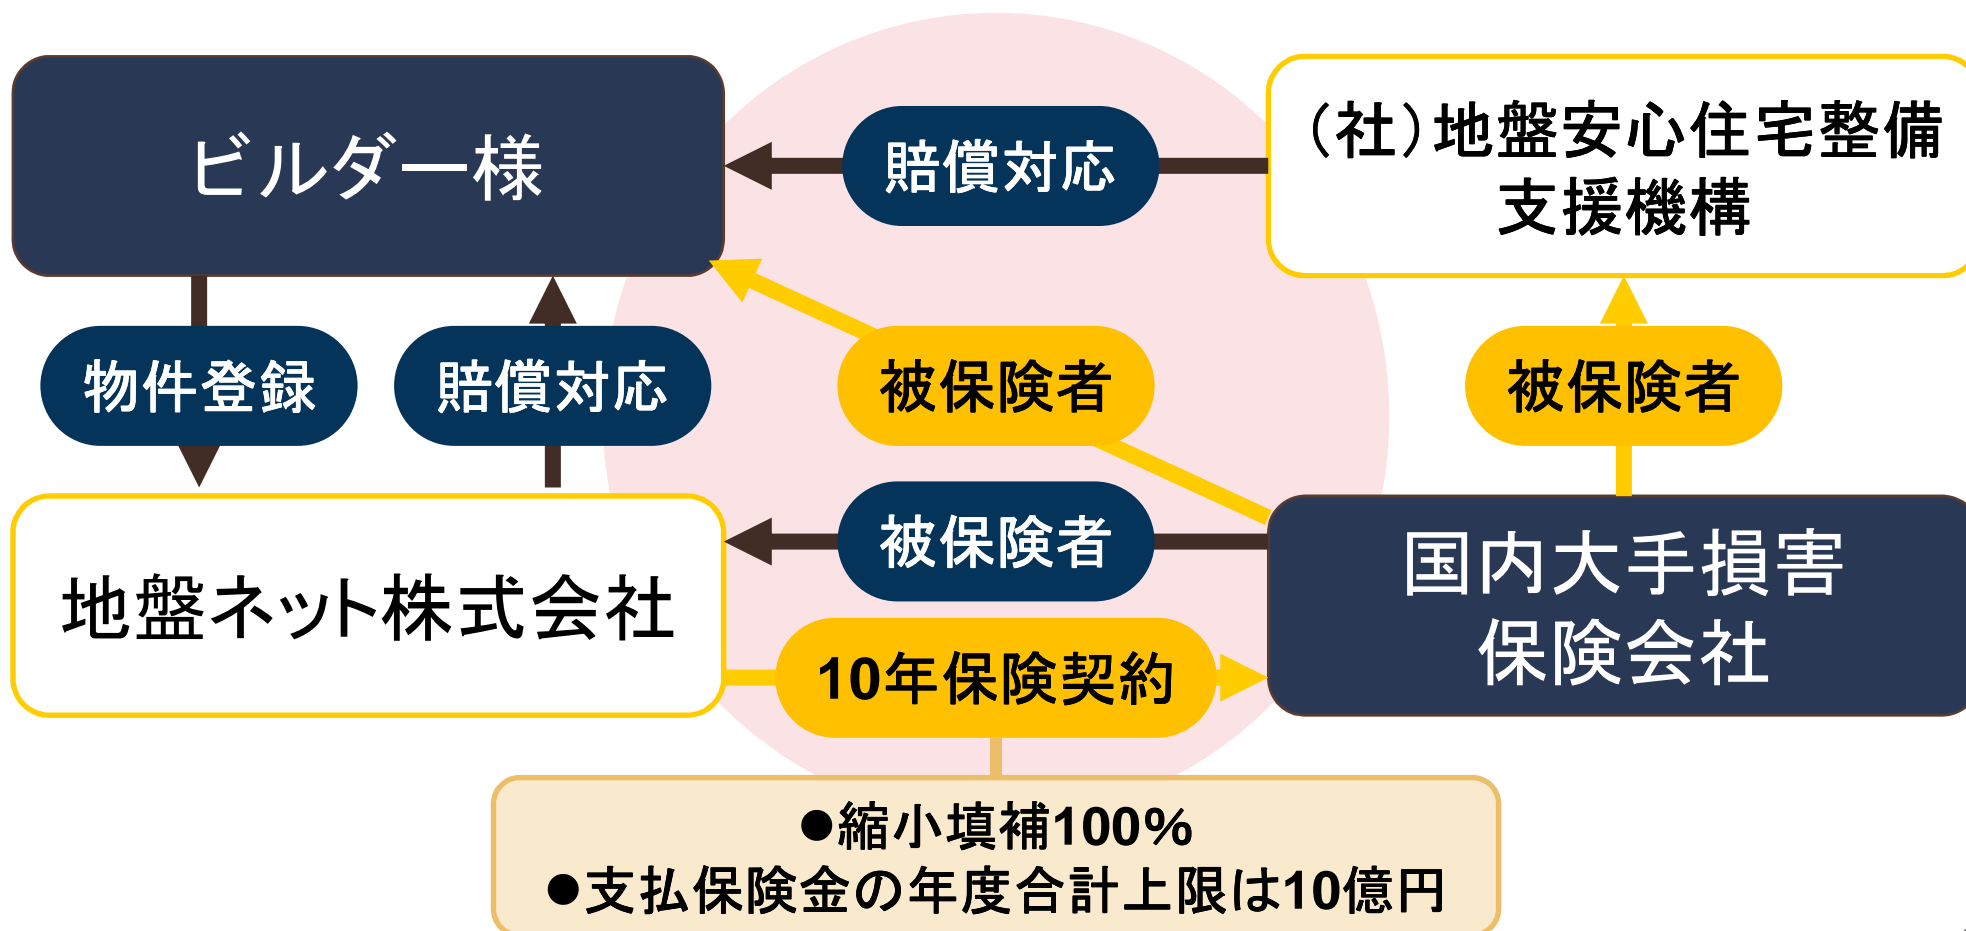 ビルダー様
賠償対応
（社）地盤安心住宅整備
支援機構
物件登録
賠償対応
被保険者
被保険者
地盤ネット株式会社
被保険者
国内大手損害
保険会社
10年保険契約
●縮小填補100%
●支払保険金の年度合計上限は10億円